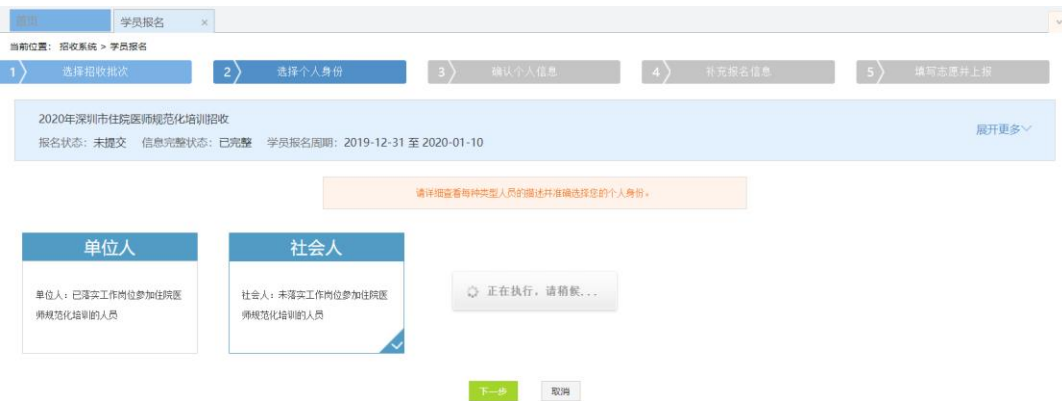 首页
学员报名 ×
当前位置： 招收系统 > 学员报名
1 选择招收批次
2 选择个人身份
3 确认个人信息
4 补充报名信息
5 填写志愿并上报
2020年深圳市住院医师规范化培训招收
报名状态：未提交 信息完整状态：已完整 学员报名周期：2019-12-31 至 2020-01-10
展开更多
请详细查看每种类型人员的描述并准确选择您的个人身份。
单位人
单位人：已落实工作岗位参加住院医
师规范化培训的人员
社会人
社会人：未落实工作岗位参加住院医
师规范化培训的人员
正在执行，请稍候...
下一步
取消